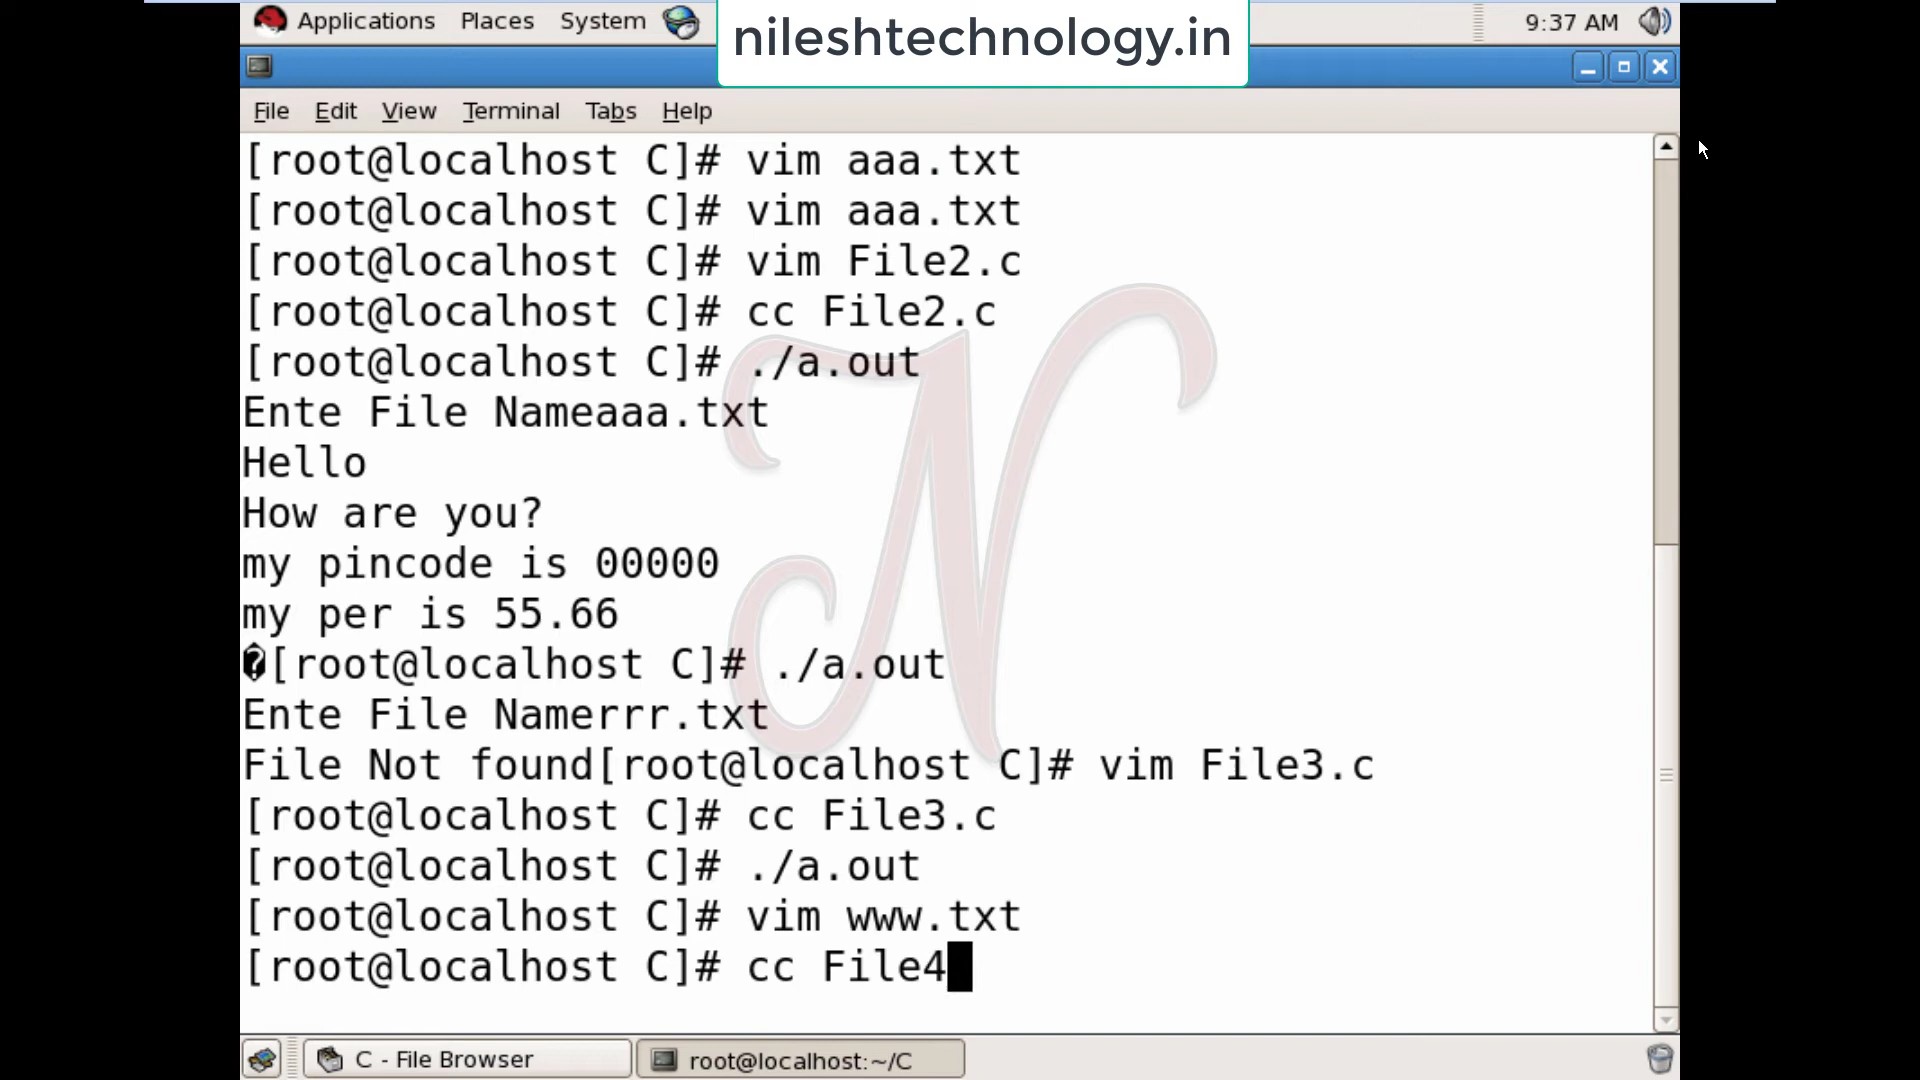 Applications Places System
nileshtechnology.in
9:37 AM
File Edit View Terminal Tabs Help
[root@localhost C]# vim aaa.txt
[root@localhost C]# vim aaa.txt
[root@localhost C]# vim File2.c
[root@localhost C]# cc File2.c
[root@localhost C]# ./a.out
Ente File Nameaaa.txt
Hello
How are you?
my pincode is 00000
my per is 55.66
�[root@localhost C]# ./a.out
Ente File Namerrr.txt
File Not found[root@localhost C]# vim File3.c
[root@localhost C]# cc File3.c
[root@localhost C]# ./a.out
[root@localhost C]# vim www.txt
[root@localhost C]# cc File4
N
C - File Browser
root@localhost:~/C